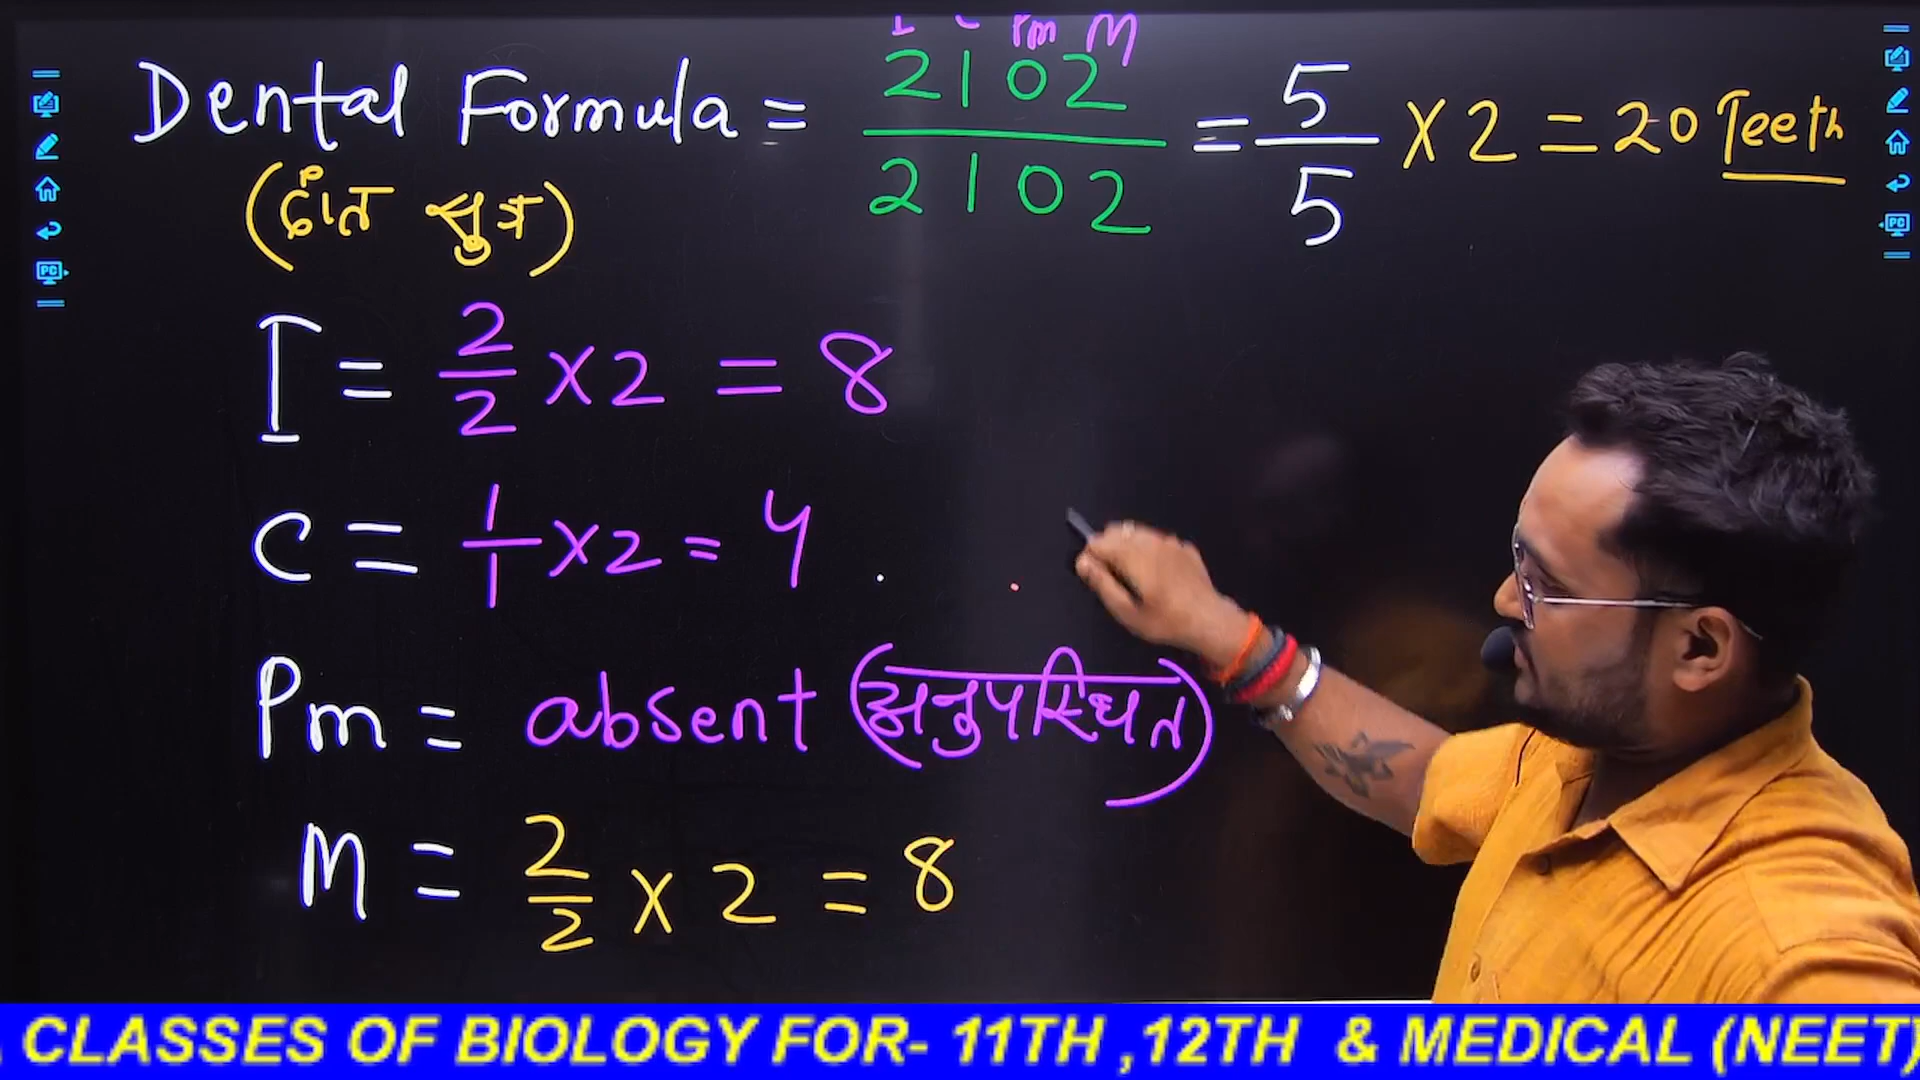 I C Pm M
Dental Formula = 2102/2102 = 5/5 X 2 = 20 Teeth
(दाँत सुत्र)
I = 2/2 X 2 = 8
C = 1/1 X 2 = 4
Pm = absent (अनुपस्थित)
M = 2/2 X 2 = 8
CLASSES OF BIOLOGY FOR- 11TH ,12TH & MEDICAL (NEET)